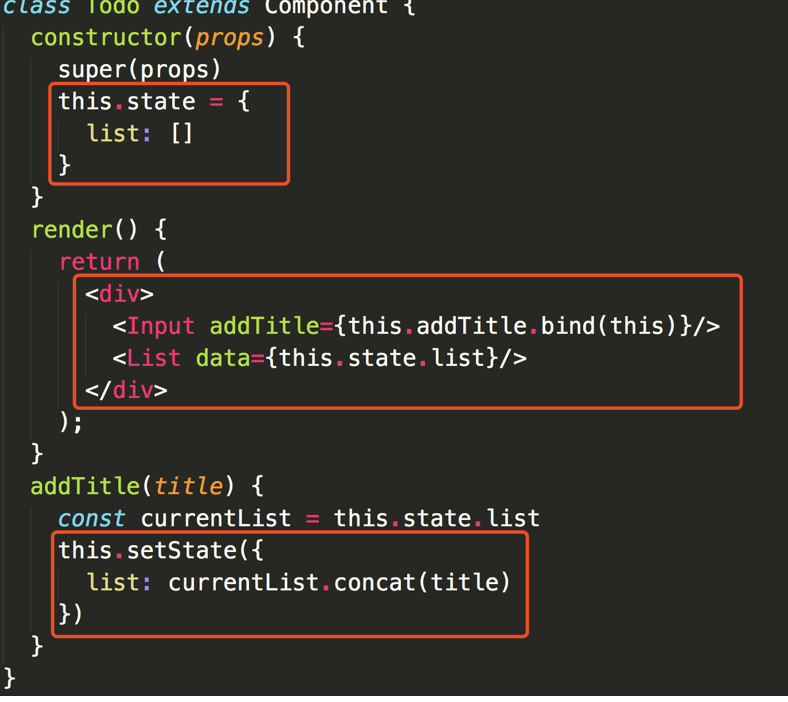 class Todo extends Component {
  constructor(props) {
    super(props)
    this.state = {
      list: []
    }
  }
  render() {
    return (
      <div>
        <Input addTitle={this.addTitle.bind(this)}/>
        <List data={this.state.list}/>
      </div>
    );
  }
  addTitle(title) {
    const currentList = this.state.list
    this.setState({
      list: currentList.concat(title)
    })
  }
}